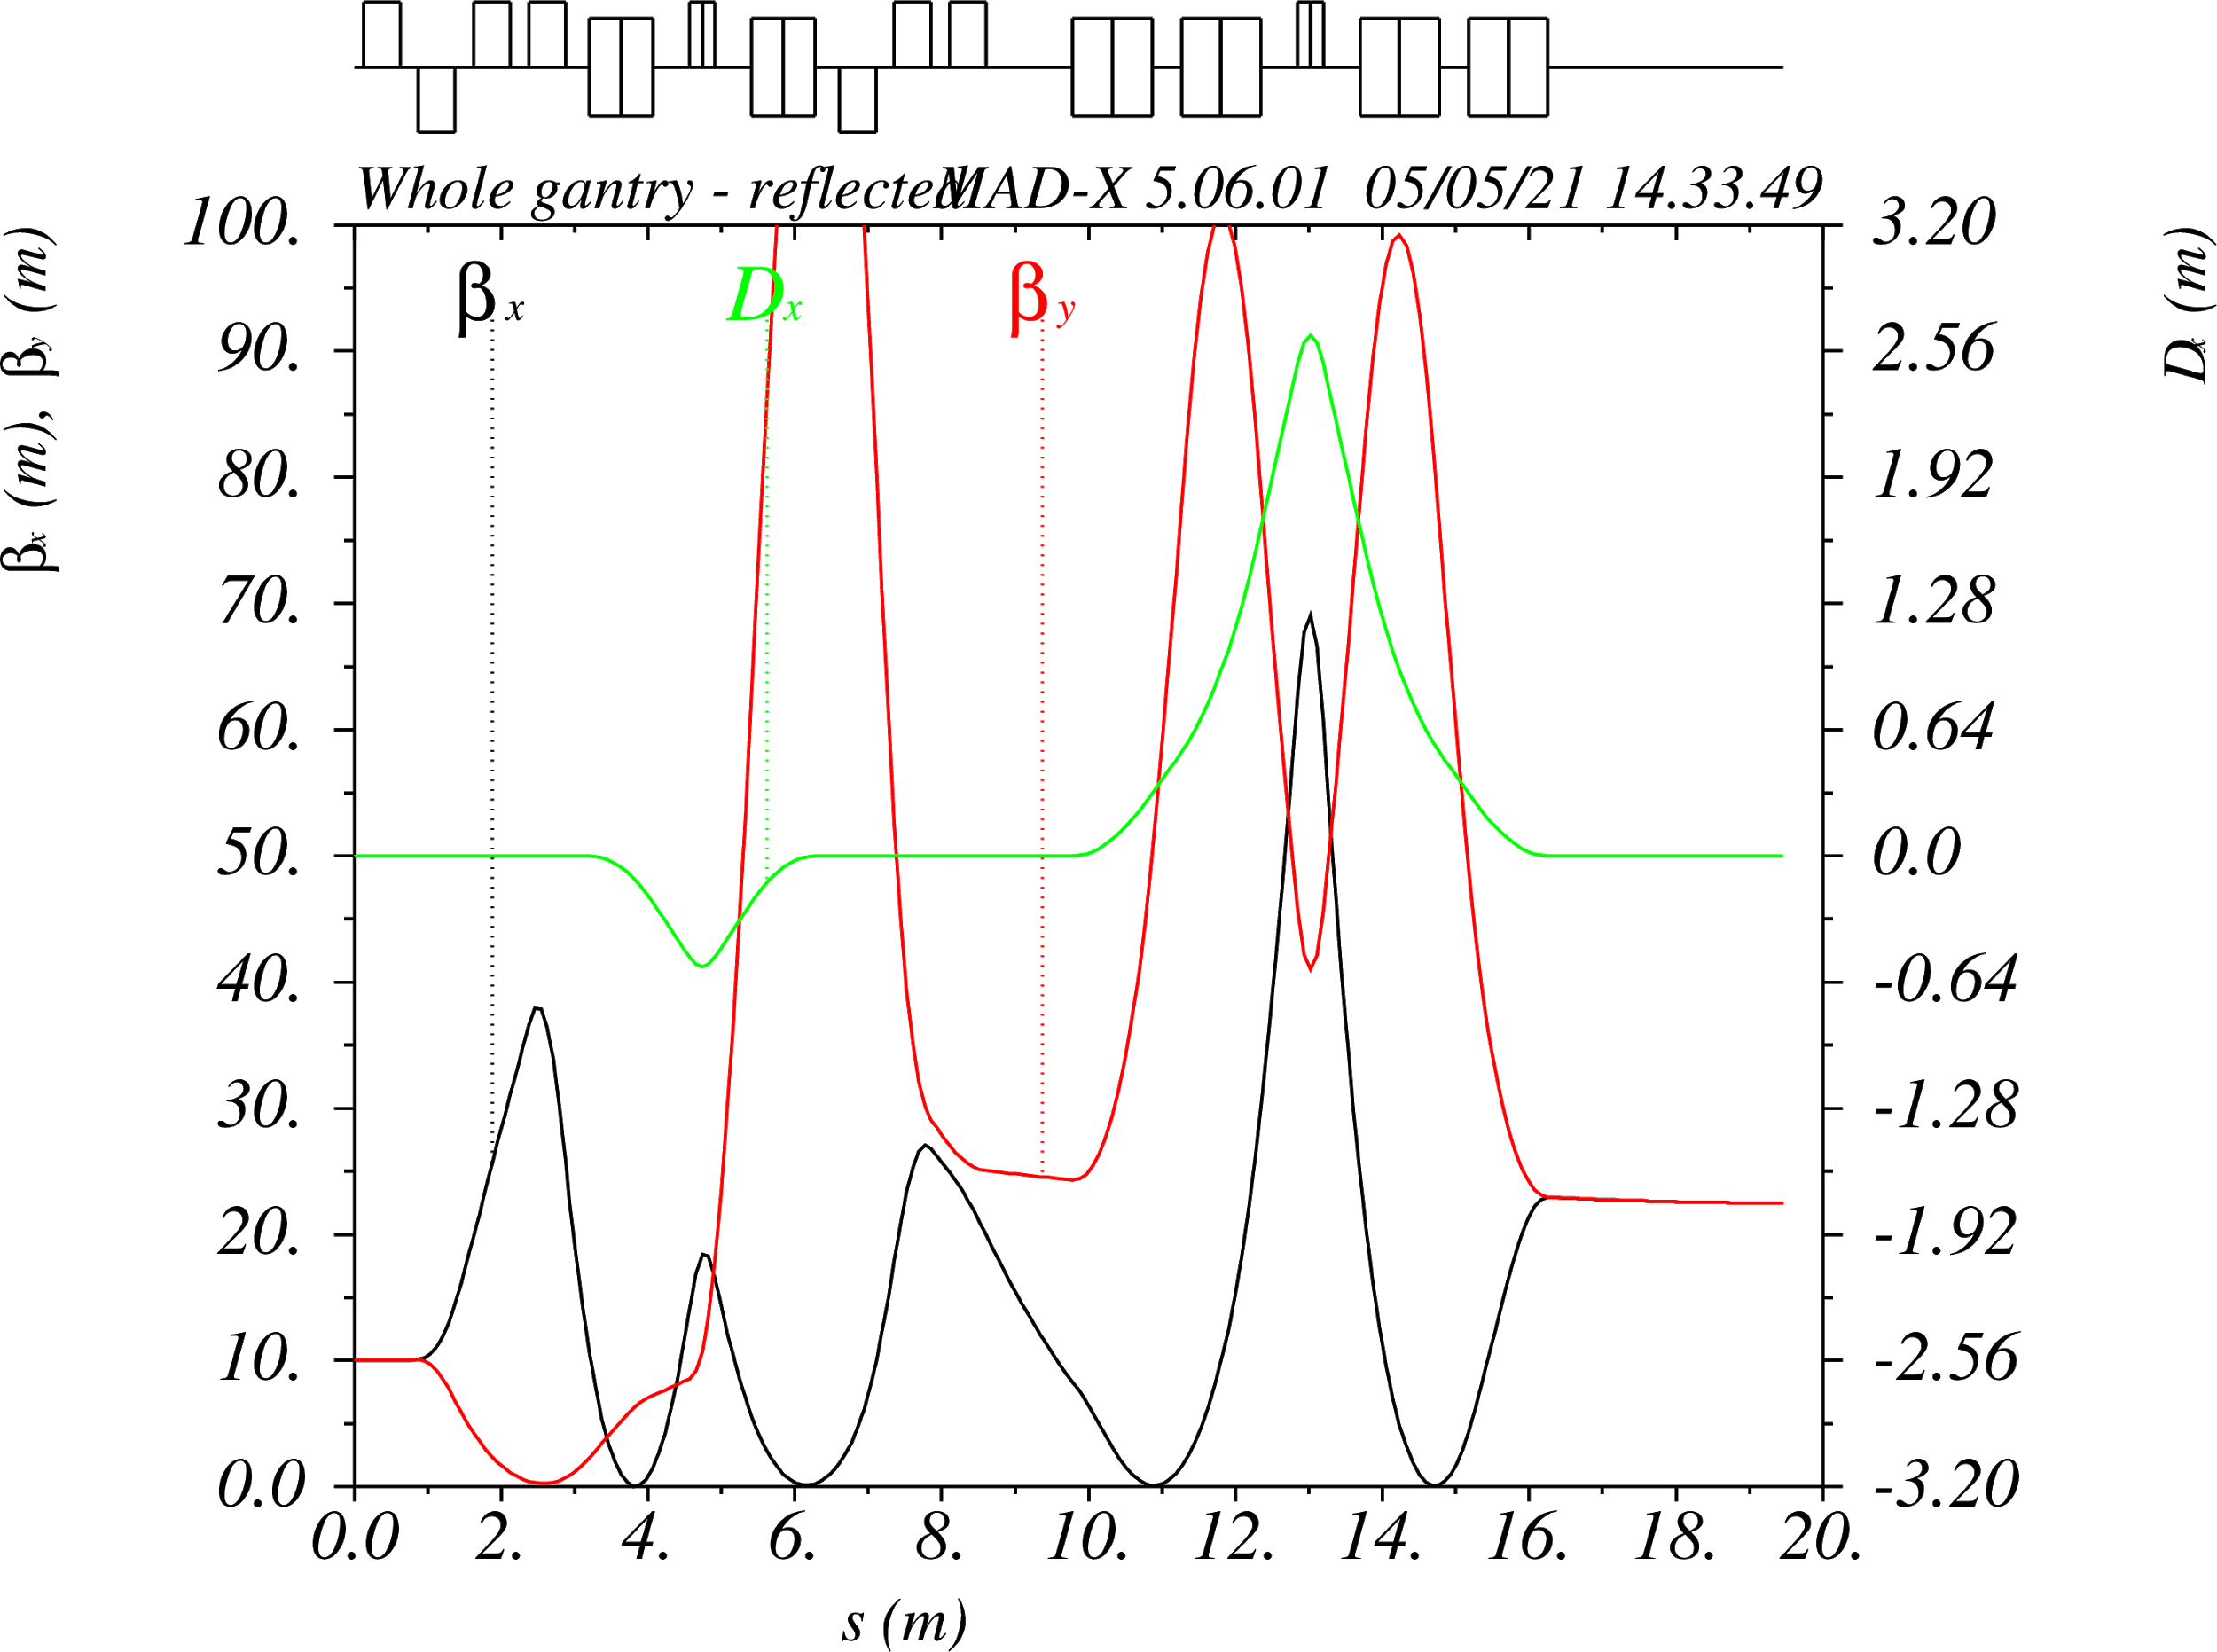 Whole gantry - reflected MAD-X 5.06.01 05/05/21 14.33.49
100. 3.20
βx Dx βy
90. 2.56
80. 1.92
70. 1.28
60. 0.64
50. 0.0
40. -0.64
30. -1.28
20. -1.92
10. -2.56
0.0 -3.20
0.0 2. 4. 6. 8. 10. 12. 14. 16. 18. 20.
s (m)
βx (m), βy (m)
Dx (m)